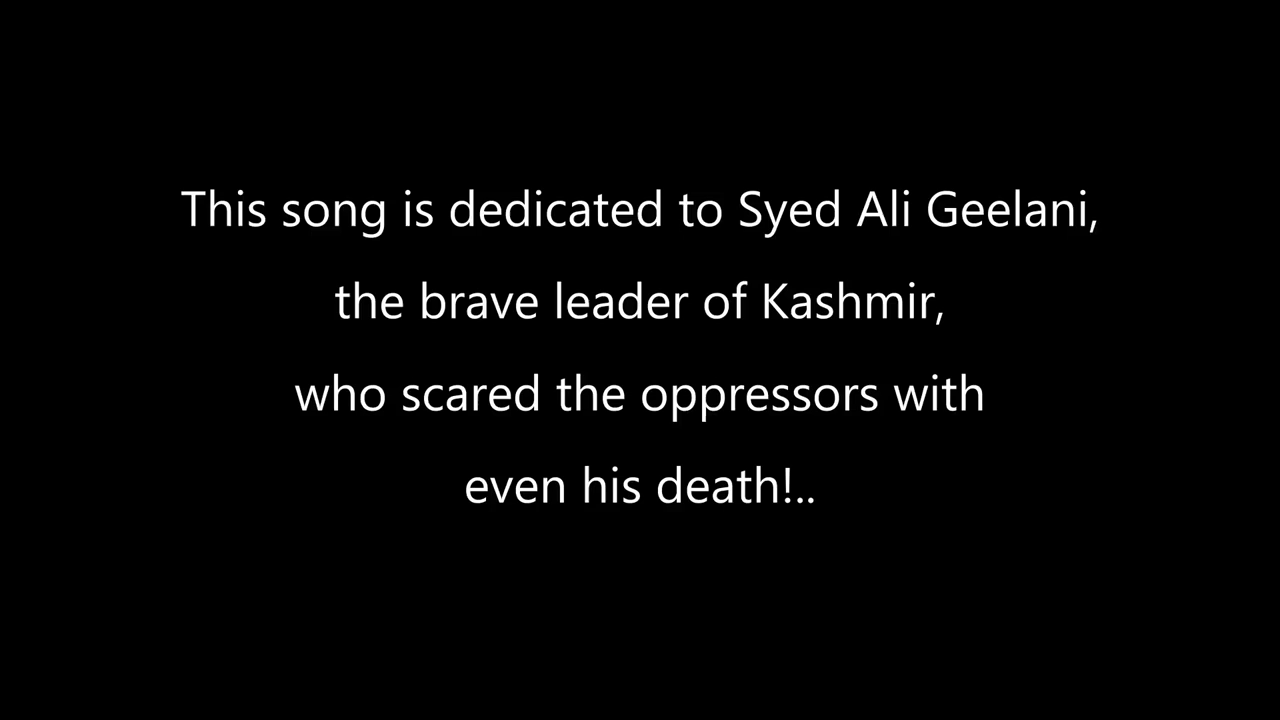 This song is dedicated to Syed Ali Geelani,
the brave leader of Kashmir,
who scared the oppressors with
even his death!..